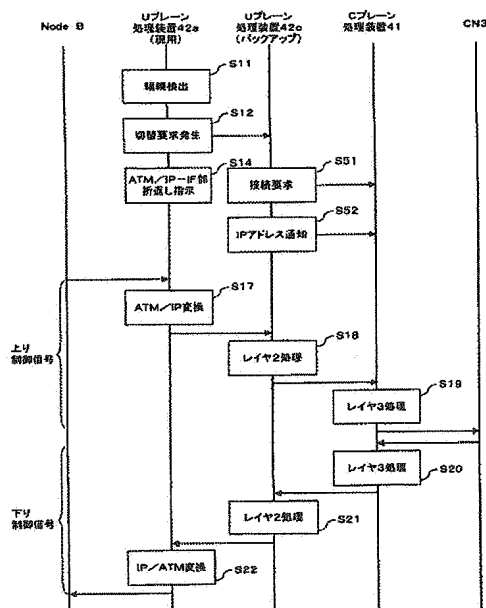 Node B
Uプレーン
処理装置42a
(現用)
Uプレーン
処理装置42c
(バックアップ)
Cプレーン
処理装置41
CN3
S11
輻輳検出
S12
切替要求発生
S14
ATM/IP-IF部
折返し指示
S51
接続要求
S52
IPアドレス通知
上り
制御信号
S17
ATM/IP変換
S18
レイヤ2処理
S19
レイヤ3処理
下り
制御信号
レイヤ3処理
S20
レイヤ2処理
S21
IP/ATM変換
S22